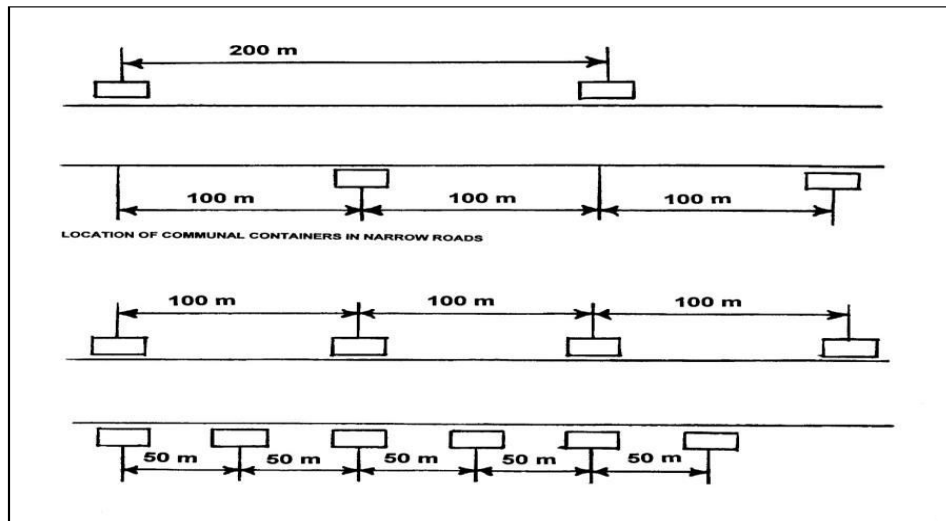 200 m
100 m 100 m 100 m
LOCATION OF COMMUNAL CONTAINERS IN NARROW ROADS
100 m 100 m 100 m
50 m 50 m 50 m 50 m 50 m